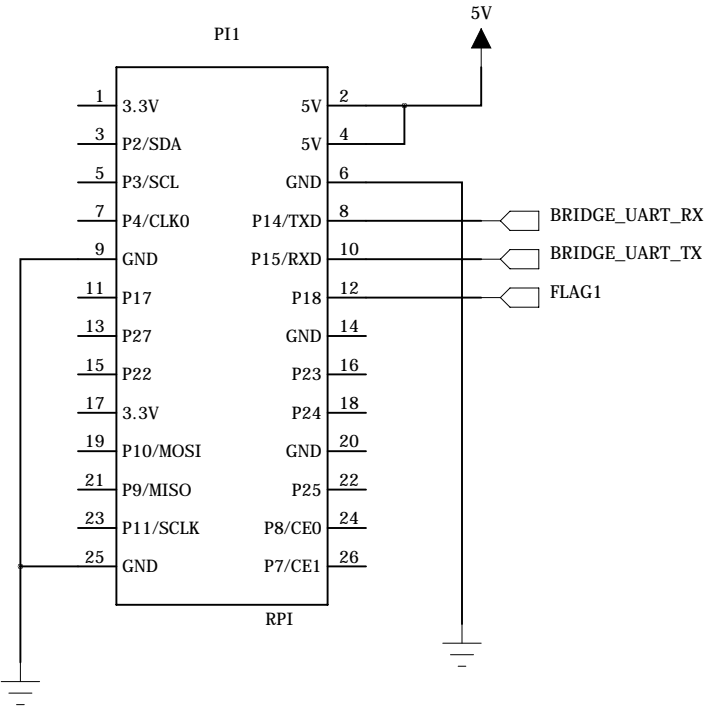 5V
PI1
1 3.3V 5V 2
3 P2/SDA 5V 4
5 P3/SCL GND 6
7 P4/CLK0 P14/TXD 8 BRIDGE_UART_RX
9 GND P15/RXD 10 BRIDGE_UART_TX
11 P17 P18 12 FLAG1
13 P27 GND 14
15 P22 P23 16
17 3.3V P24 18
19 P10/MOSI GND 20
21 P9/MISO P25 22
23 P11/SCLK P8/CE0 24
25 GND P7/CE1 26
RPI